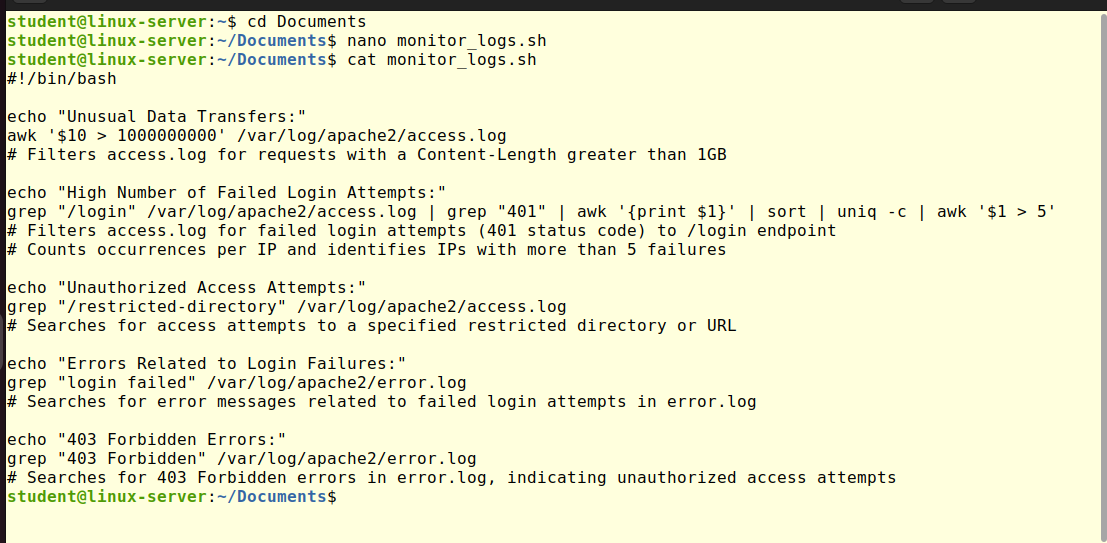 student@linux-server:~$ cd Documents
student@linux-server:~/Documents$ nano monitor_logs.sh
student@linux-server:~/Documents$ cat monitor_logs.sh
#!/bin/bash

echo "Unusual Data Transfers:"
awk '$10 > 1000000000' /var/log/apache2/access.log
# Filters access.log for requests with a Content-Length greater than 1GB

echo "High Number of Failed Login Attempts:"
grep "/login" /var/log/apache2/access.log | grep "401" | awk '{print $1}' | sort | uniq -c | awk '$1 > 5'
# Filters access.log for failed login attempts (401 status code) to /login endpoint
# Counts occurrences per IP and identifies IPs with more than 5 failures

echo "Unauthorized Access Attempts:"
grep "/restricted-directory" /var/log/apache2/access.log
# Searches for access attempts to a specified restricted directory or URL

echo "Errors Related to Login Failures:"
grep "login failed" /var/log/apache2/error.log
# Searches for error messages related to failed login attempts in error.log

echo "403 Forbidden Errors:"
grep "403 Forbidden" /var/log/apache2/error.log
# Searches for 403 Forbidden errors in error.log, indicating unauthorized access attempts
student@linux-server:~/Documents$